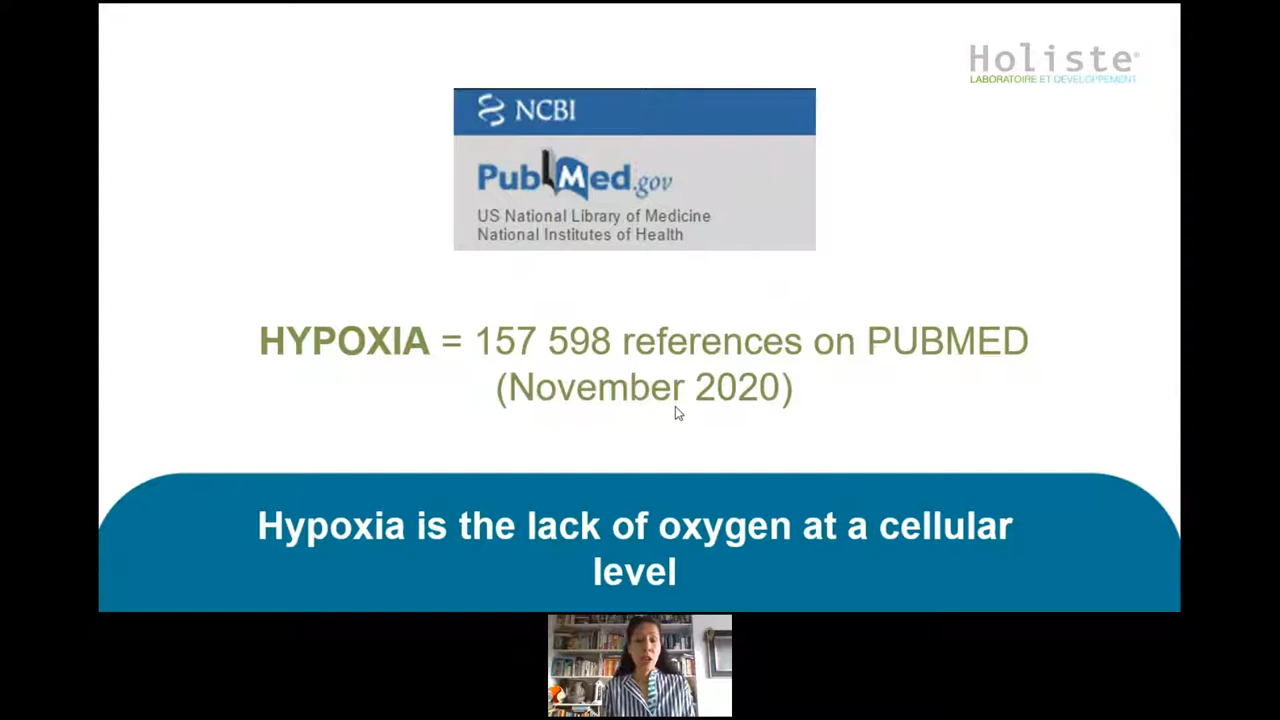 Holiste®
LABORATOIRE ET DEVELOPPEMENT
NCBI
PubMed.gov
US National Library of Medicine
National Institutes of Health
HYPOXIA = 157 598 references on PUBMED
(November 2020)
Hypoxia is the lack of oxygen at a cellular
level